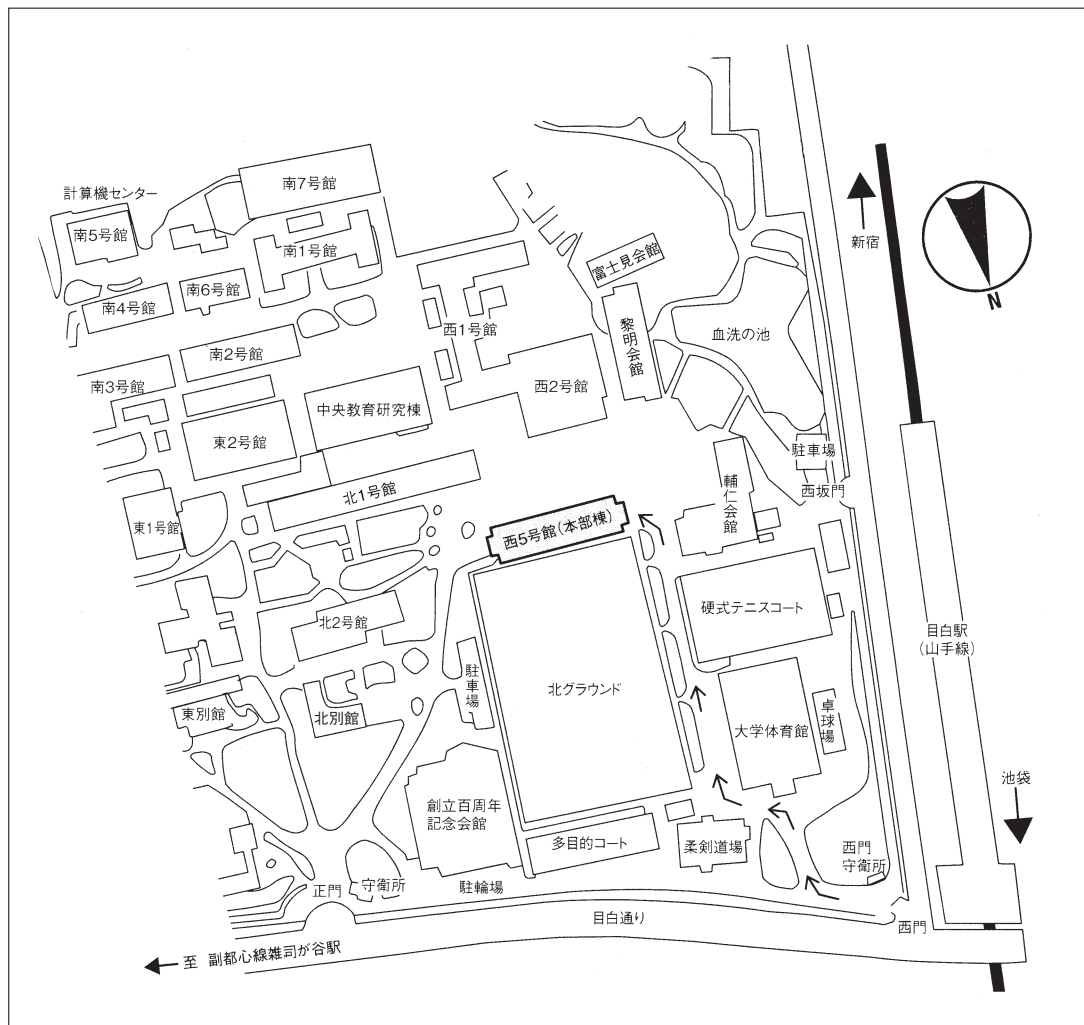 計算機センター
南7号館
南5号館
南1号館
新宿
富士見会館
南6号館
南4号館
西1号館
黎明会館
血洗の池
N
南2号館
南3号館
西2号館
中央教育研究棟
東2号館
駐車場
輔仁会館
西坂門
北1号館
東1号館
西5号館(本部棟)
硬式テニスコート
北2号館
目白駅
(山手線)
駐車場
北グラウンド
東別館
北別館
大学体育館
卓球場
池袋
創立百周年
記念会館
多目的コート
柔剣道場
西門
守衛所
正門
守衛所
駐輪場
目白通り
西門
至 副都心線雑司が谷駅